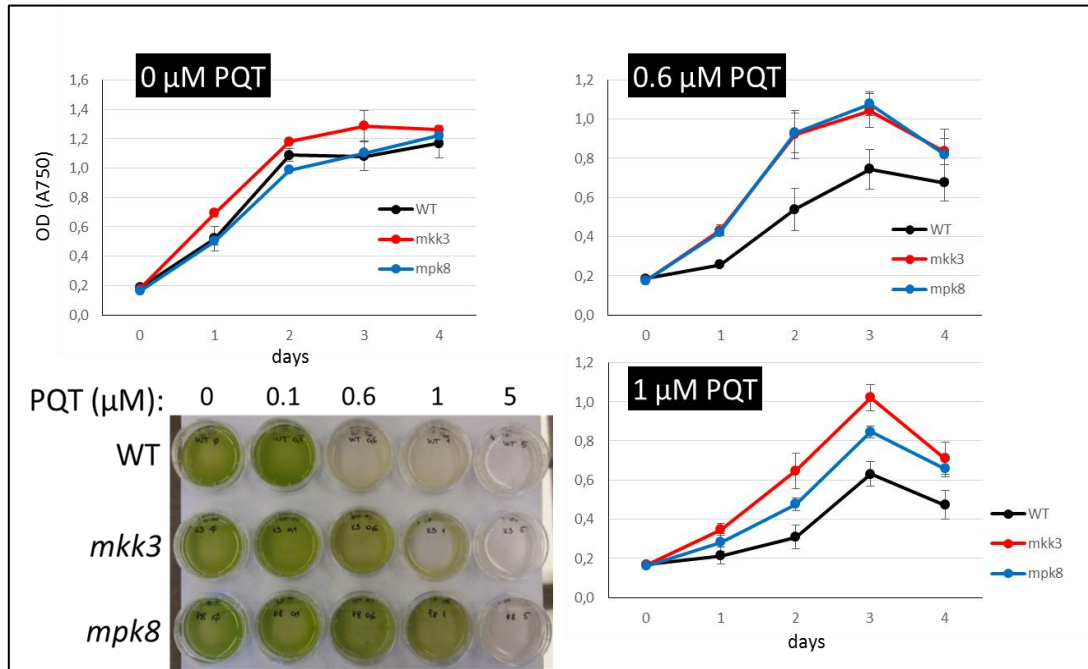 0 µM PQT
1,6
1,4
1,2
1,0
0,8
0,6
0,4
0,2
0,0
OD (A750)
WT
mkk3
mpk8
0 1 2 3 4
days
0.6 µM PQT
1,2
1,0
0,8
0,6
0,4
0,2
0,0
WT
mkk3
mpk8
0 1 2 3 4
PQT (µM): 0 0.1 0.6 1 5
WT
mkk3
mpk8
1 µM PQT
1,2
1,0
0,8
0,6
0,4
0,2
0,0
WT
mkk3
mpk8
0 1 2 3 4
days